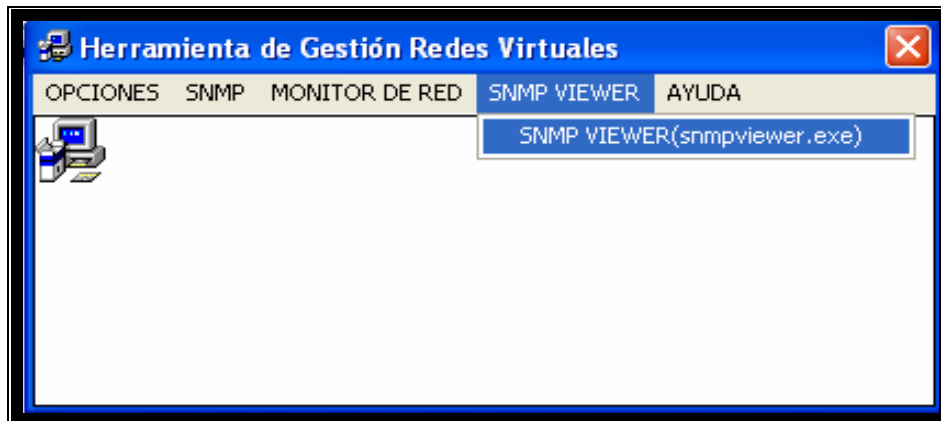 Herramienta de Gestión Redes Virtuales
OPCIONES SNMP MONITOR DE RED SNMP VIEWER AYUDA
SNMP VIEWER(snmpviewer.exe)